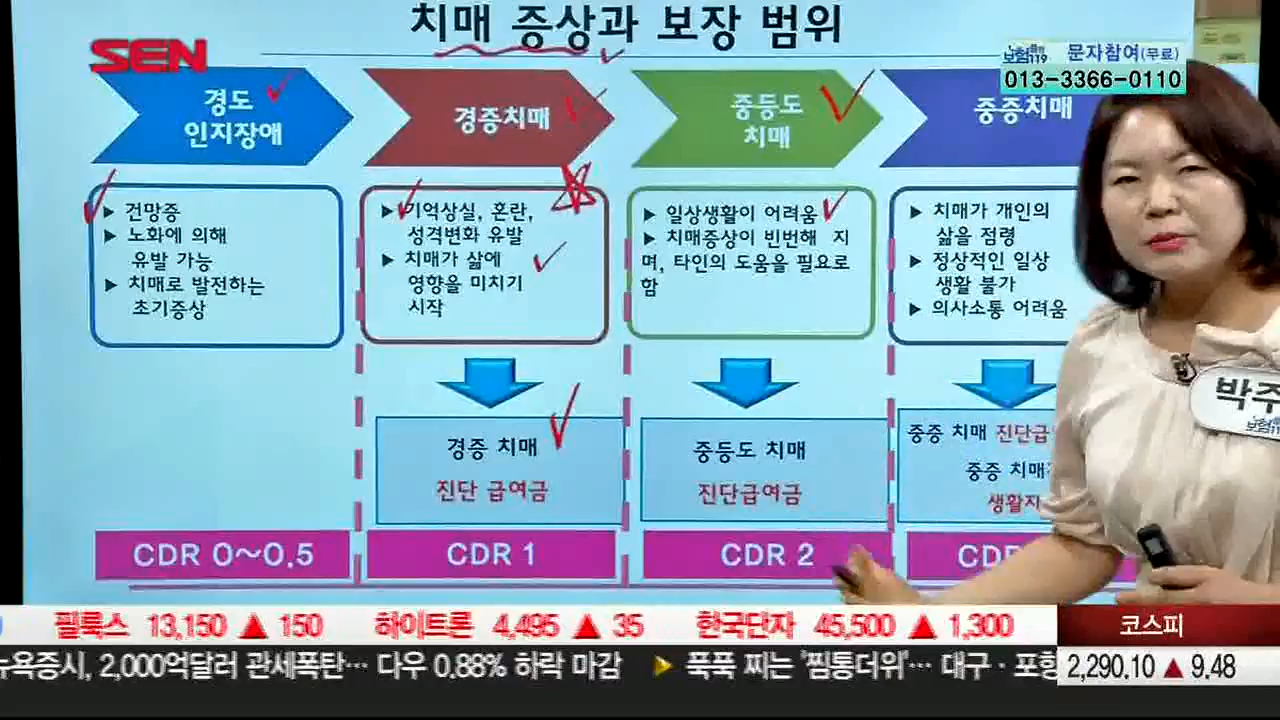 치매 증상과 보장 범위
SEN
보험119
문자참여(무료)
013-3366-0110
경도
인지장애
경증치매
중등도
치매
중증치매
▶ 건망증
▶ 노화에 의해
유발 가능
▶ 치매로 발전하는
초기증상
▶ 기억상실, 혼란,
성격변화 유발
▶ 치매가 삶에
영향을 미치기
시작
▶ 일상생활이 어려움
▶ 치매증상이 빈번해 지
며, 타인의 도움을 필요로
함
▶ 치매가 개인의
삶을 점령
▶ 정상적인 일상
생활 불가
▶ 의사소통 어려움
경증 치매
진단 급여금
중등도 치매
진단급여금
중증 치매 진단급
중증 치매
생활자
박주
CDR 0~0.5
CDR 1
CDR 2
CDR
필룩스 13,150 ▲ 150 하이트론 4,495 ▲ 35 한국단자 45,500 ▲ 1,300
코스피
뉴욕증시, 2,000억달러 관세폭탄… 다우 0.88% 하락 마감 ▶ 푹푹 찌는 '찜통더위'… 대구·포항
2,290.10 ▲ 9.48